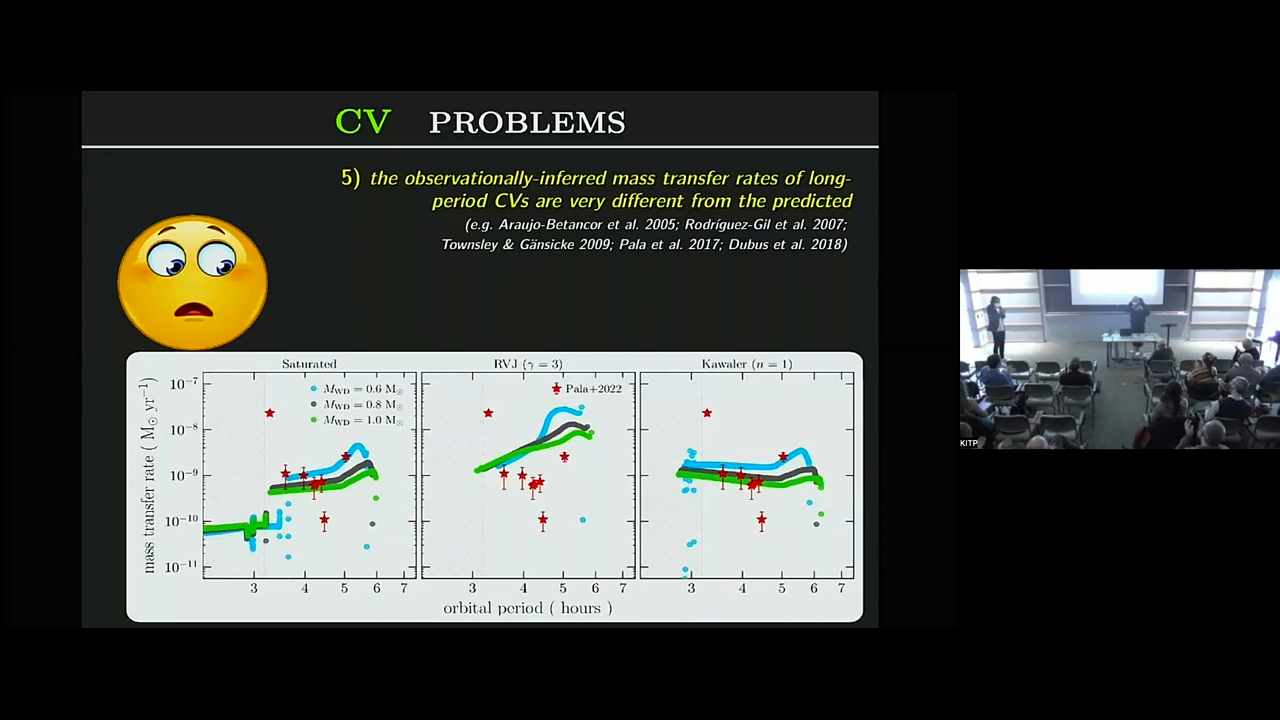 CV PROBLEMS
5) the observationally-inferred mass transfer rates of long-
period CVs are very different from the predicted
(e.g. Araujo-Betancor et al. 2005; Rodríguez-Gil et al. 2007;
Townsley & Gänsicke 2009; Pala et al. 2017; Dubus et al. 2018)
Saturated
RVJ (γ = 3)
Kawaler (n = 1)
mass transfer rate ( M⊙ yr⁻¹)
10⁻⁷
10⁻⁸
10⁻⁹
10⁻¹⁰
10⁻¹¹
M_WD = 0.6 M⊙
M_WD = 0.8 M⊙
M_WD = 1.0 M⊙
Pala+2022
3 4 5 6 7
3 4 5 6 7
3 4 5 6 7
orbital period ( hours )
KITP